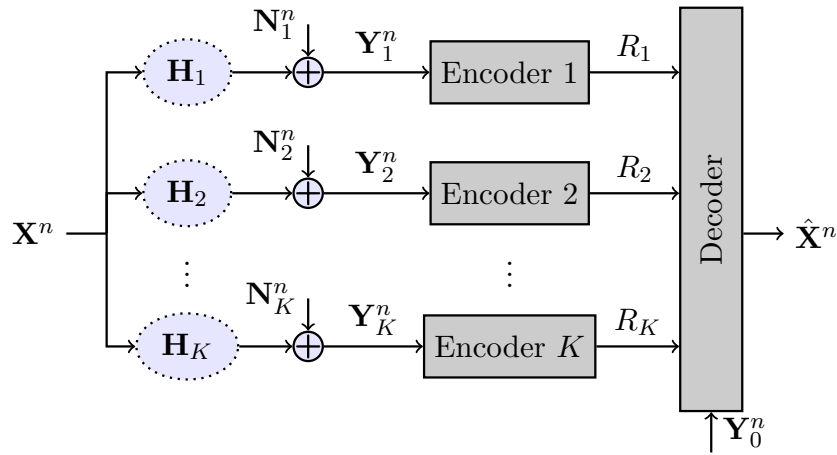 N₁ⁿ
H₁
Y₁ⁿ
Encoder 1
R₁
N₂ⁿ
H₂
Y₂ⁿ
Encoder 2
R₂
Xⁿ
⋮
⋮
Decoder
X̂ⁿ
N_Kⁿ
H_K
Y_Kⁿ
Encoder K
R_K
Y₀ⁿ